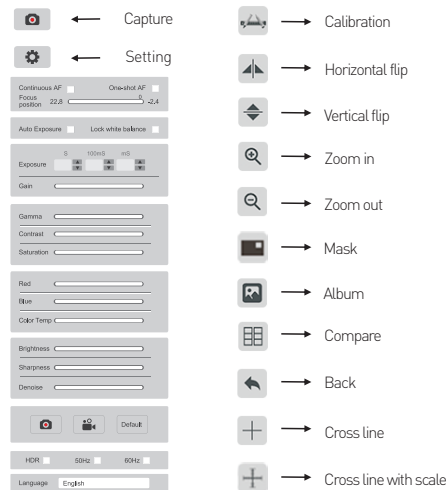 Capture
Setting
Continuous AF One-shot AF
Focus position 22.8 0 -2.4
Auto Exposure Lock white balance
S 100mS mS
Exposure
Gain
Gamma
Contrast
Saturation
Red
Blue
Color Temp
Brightness
Sharpness
Denoise
Default
HDR 50Hz 60Hz
Language English
Calibration
Horizontal flip
Vertical flip
Zoom in
Zoom out
Mask
Album
Compare
Back
Cross line
Cross line with scale